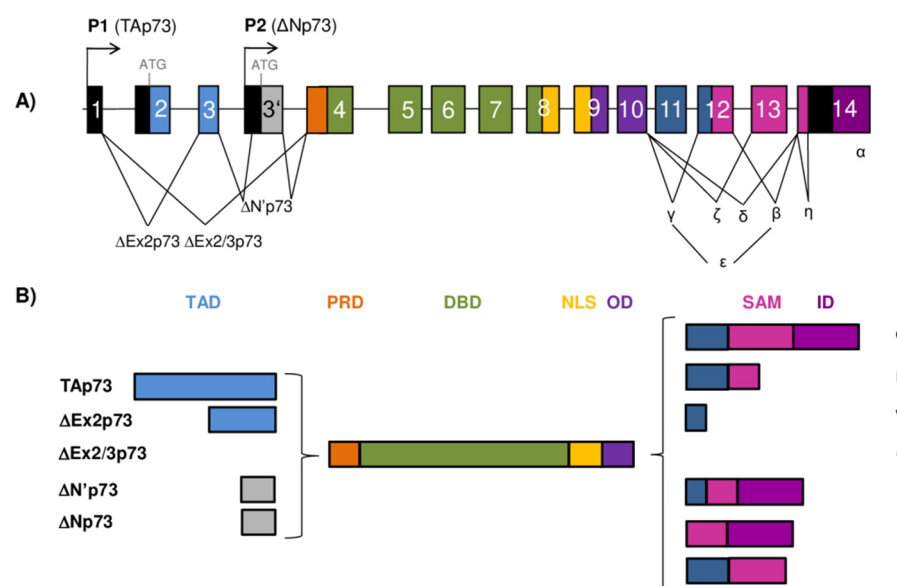 P1 (TAp73) P2 (ΔNp73)
ATG ATG
A)
1 2 3 3' 4 5 6 7 8 9 10 11 12 13 14
α
ΔN'p73 γ ζ δ β η
ΔEx2p73 ΔEx2/3p73
ε
B) TAD PRD DBD NLS OD SAM ID
TAp73
ΔEx2p73
ΔEx2/3p73
ΔN'p73
ΔNp73